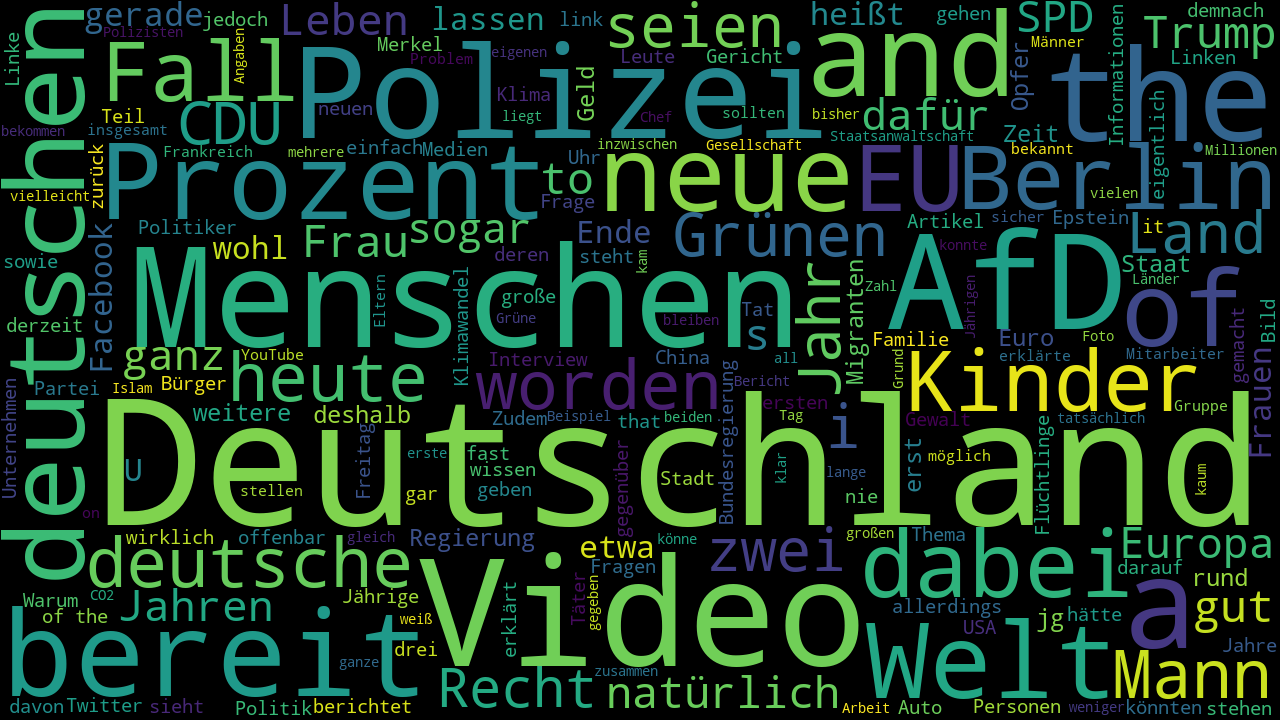 gerade
jedoch
Polizisten
Leben
lassen
link
seien
heißt
gehen
SPD
demnach
Trump
Linke
deutschen
Fall
Angaben
Polizei
Merkel
Problem
eigenen
Leute
Gericht
and
Männer
Opfer
the
Informationen
Linken
Teil
insgesamt
bekommen
CDU
neuen
Klima
liegt
Geld
Chef
sollten
bisher
dafür
Staatsanwaltschaft
Zeit
bekannt
eigentlich
Millionen
vielleicht
zurück
Frankreich
mehrere
einfach
Medien
Prozent
Uhr
to
Frage
inzwischen
neue
Gesellschaft
EU
Berlin
vielen
Politiker
wohl
Frau
sogar
Ende
deren
steht
kam
Grünen
Artikel
sicher
Epstein
it
Land
sowie
derzeit
Facebook
Menschen
Eltern
Klimawandel
große
Grüne
bleiben
Tat
s
Jahr
Zahl
Migranten
AfD
konnte
Jährigen
Staat
Länder
of
Bild
ganz
YouTube
Islam
Bürger
heute
Interview
China
all
Bericht
worden
Familie
Euro
erklärte
Foto
Mitarbeiter
gemacht
Grund
Kinder
Gruppe
Frauen
Unternehmen
Partei
weitere
deshalb
Zudem
Beispiel
that
beiden
Bundesregierung
ersten
Tag
i
Gewalt
tatsächlich
Deutschland
U
stellen
Freitag
gar
erste
fast
wissen
geben
gegenüber
Stadt
klar
lange
nie
erst
möglich
Flüchtlinge
kaum
on
wirklich
offenbar
gleich
Regierung
könne
etwa
Fragen
zwei
großen
Thema
Europa
darauf
deutsche
Warum
CO2
of the
Jahren
Jährige
weiß
drei
ganze
Video
erklärt
Täter
gegeben
zusammen
dabei
allerdings
USA
jg
hätte
a
rund
gut
Jahre
bereit
davon
Twitter
sieht
Politik
berichtet
Recht
natürlich
Welt
Arbeit
Auto
Personen
weniger
könnten
stehen
Mann